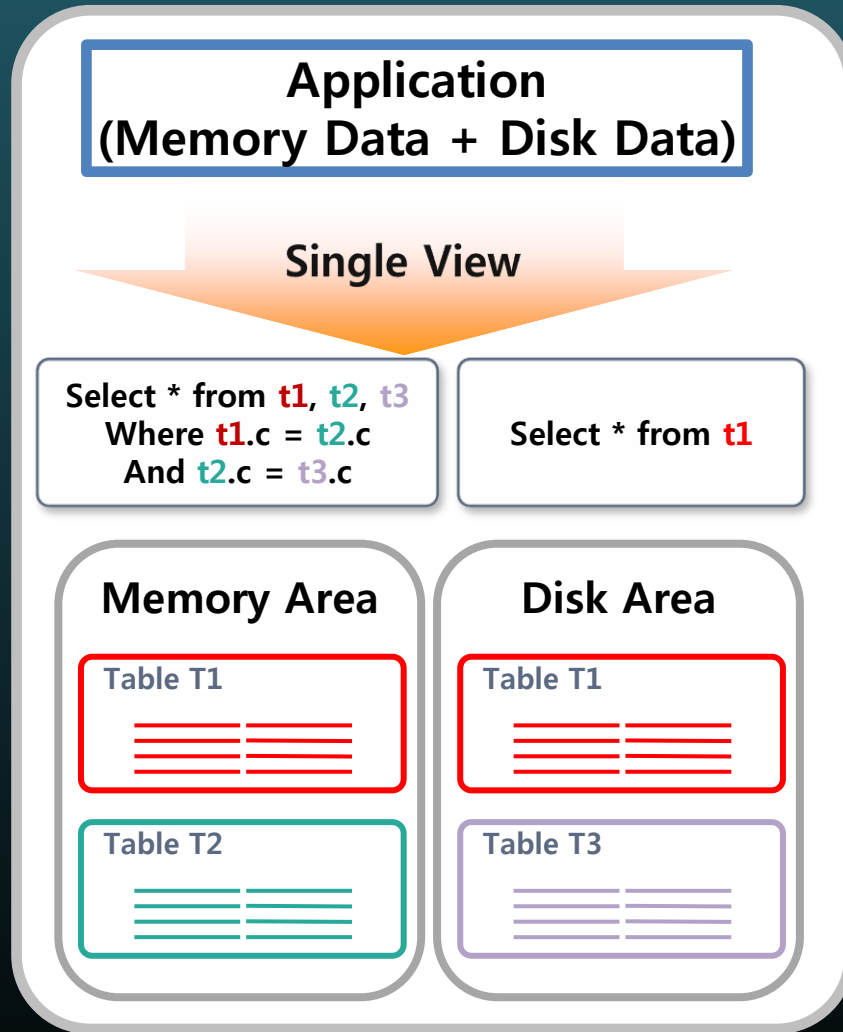 Application
(Memory Data + Disk Data)
Single View
Select * from t1, t2, t3
Where t1.c = t2.c
And t2.c = t3.c
Select * from t1
Memory Area
Table T1
Table T2
Disk Area
Table T1
Table T3